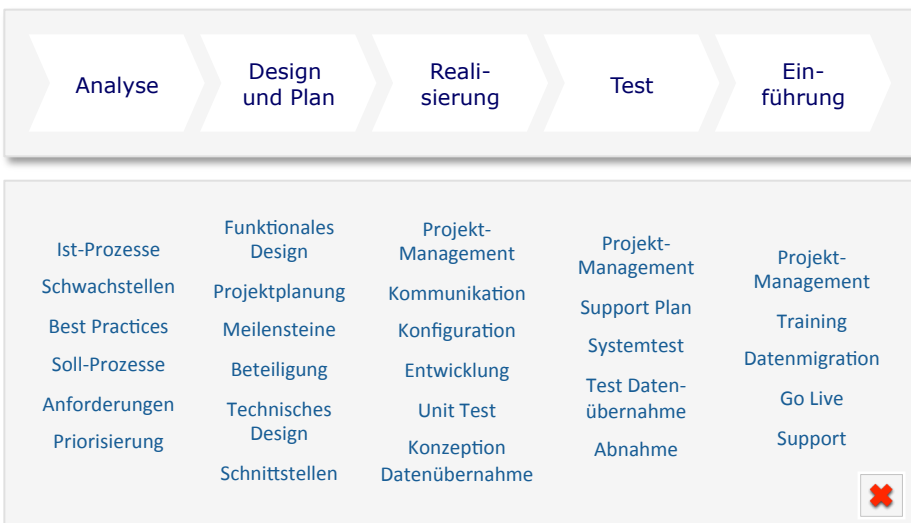 Analyse
Design
und Plan
Reali-
sierung
Test
Ein-
führung
Ist-Prozesse
Schwachstellen
Best Practices
Soll-Prozesse
Anforderungen
Priorisierung
Funktionales
Design
Projektplanung
Meilensteine
Beteiligung
Technisches
Design
Schnittstellen
Projekt-
Management
Kommunikation
Konfiguration
Entwicklung
Unit Test
Konzeption
Datenübernahme
Projekt-
Management
Support Plan
Systemtest
Test Daten-
übernahme
Abnahme
Projekt-
Management
Training
Datenmigration
Go Live
Support